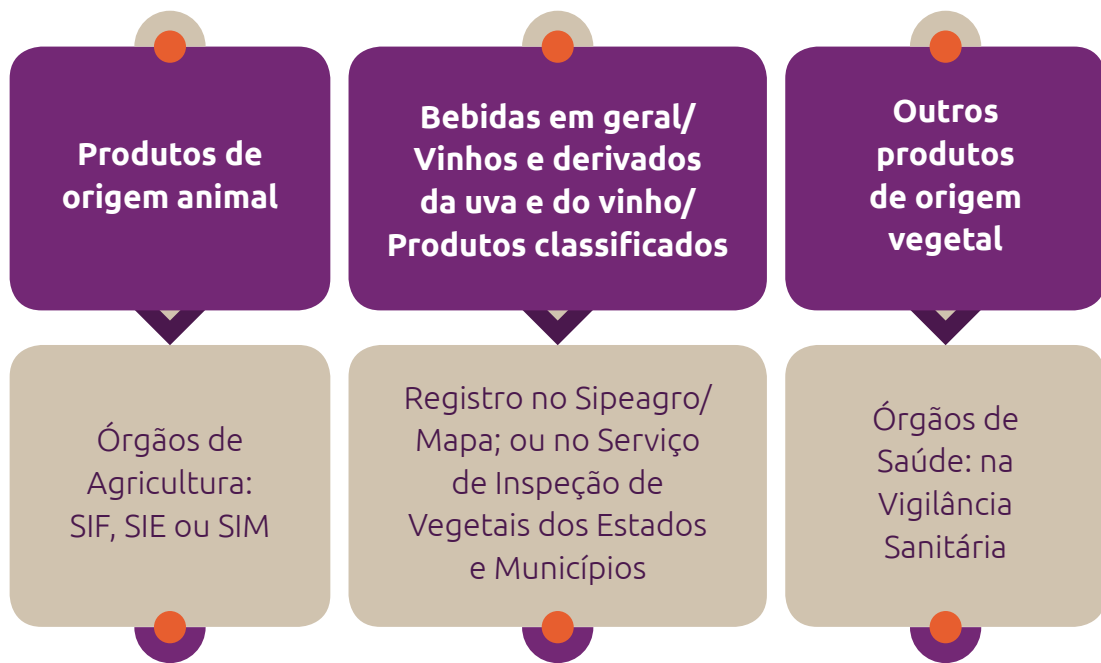 Produtos de
origem animal
Bebidas em geral/
Vinhos e derivados
da uva e do vinho/
Produtos classificados
Outros
produtos
de origem
vegetal
Órgãos de
Agricultura:
SIF, SIE ou SIM
Registro no Sipeagro/
Mapa; ou no Serviço
de Inspeção de
Vegetais dos Estados
e Municípios
Órgãos de
Saúde: na
Vigilância
Sanitária